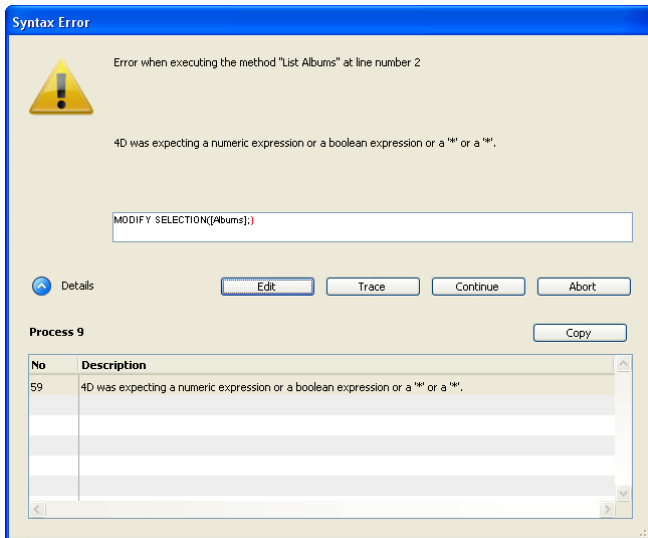 Syntax Error
Error when executing the method "List Albums" at line number 2
4D was expecting a numeric expression or a boolean expression or a '*' or a '*'.
MODIFY SELECTION([Albums];)
Details
Edit
Trace
Continue
Abort
Process 9
Copy
No Description
59 4D was expecting a numeric expression or a boolean expression or a '*' or a '*'.